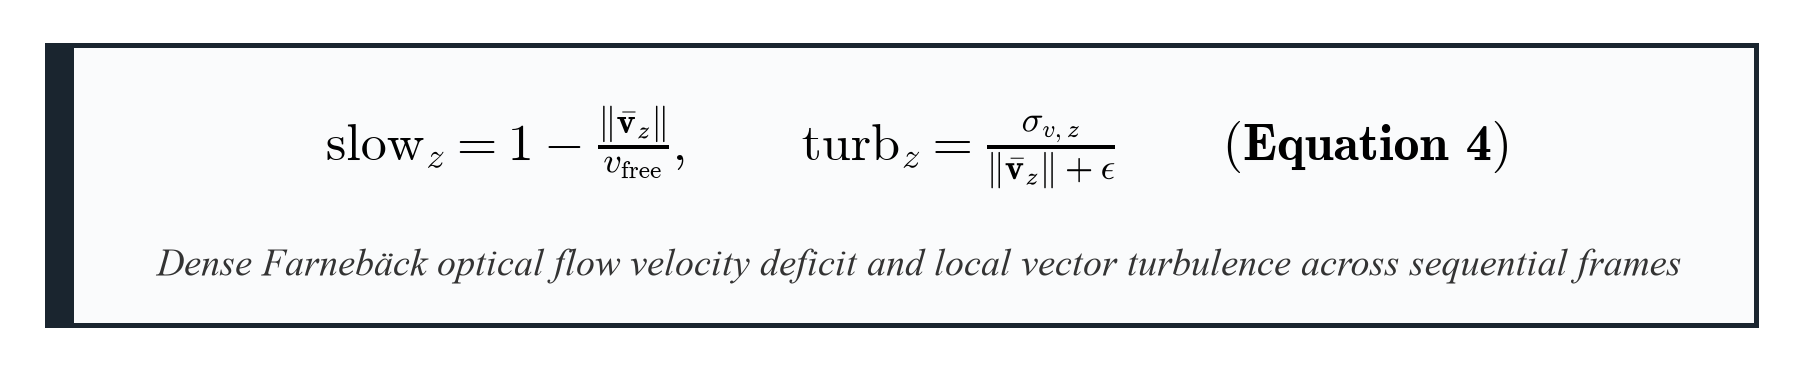 slow_z = 1 − ‖v̄_z‖ / v_free, turb_z = σ_{v, z} / (‖v̄_z‖ + ϵ) (Equation 4)
Dense Farnebäck optical flow velocity deficit and local vector turbulence across sequential frames